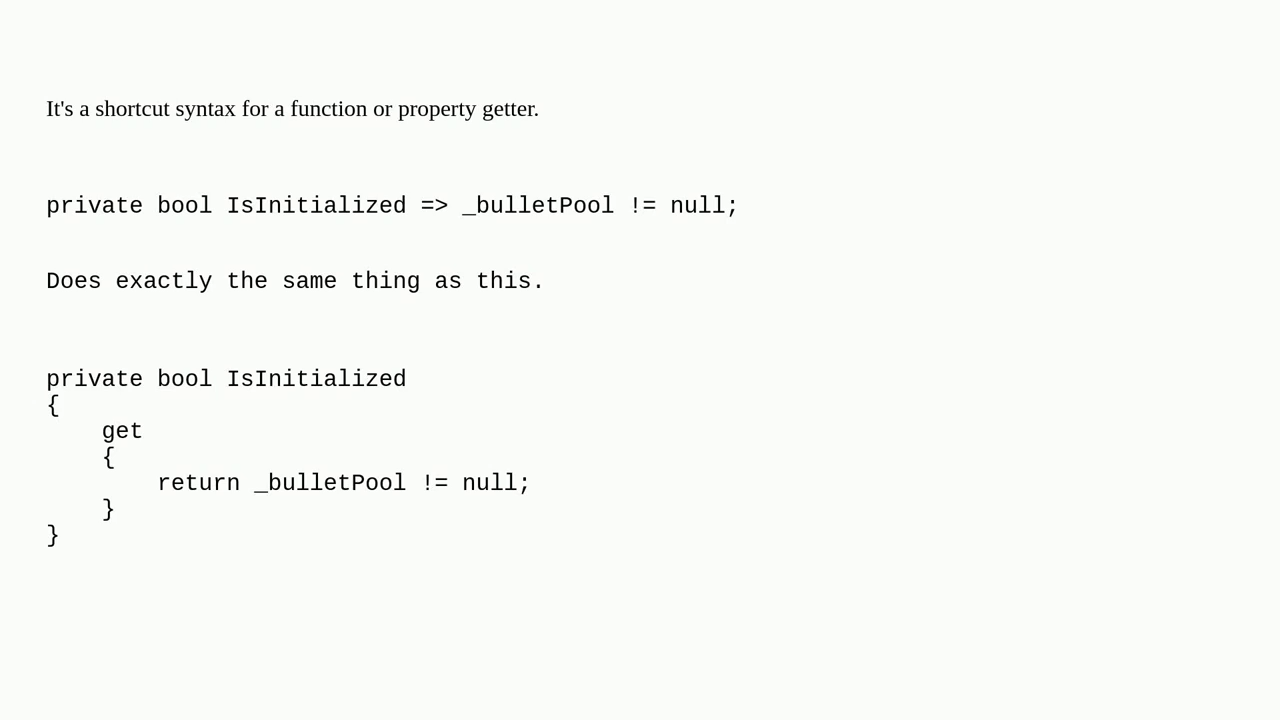 It's a shortcut syntax for a function or property getter.
private bool IsInitialized => _bulletPool != null;
Does exactly the same thing as this.
private bool IsInitialized
{
    get
    {
        return _bulletPool != null;
    }
}